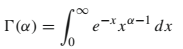 Γ(α) = ∫₀^∞ e^{-x} x^{α-1} dx